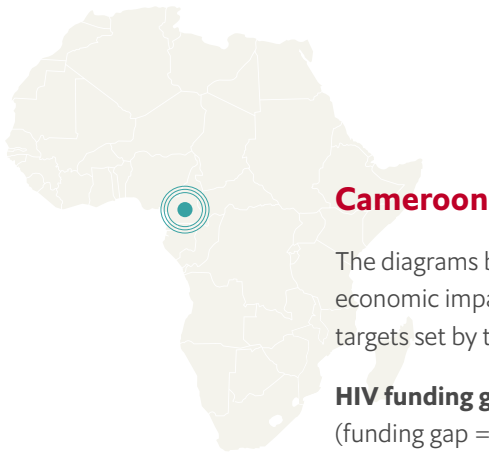 Cameroon
The diagrams b
economic impa
targets set by t
HIV funding g
(funding gap =